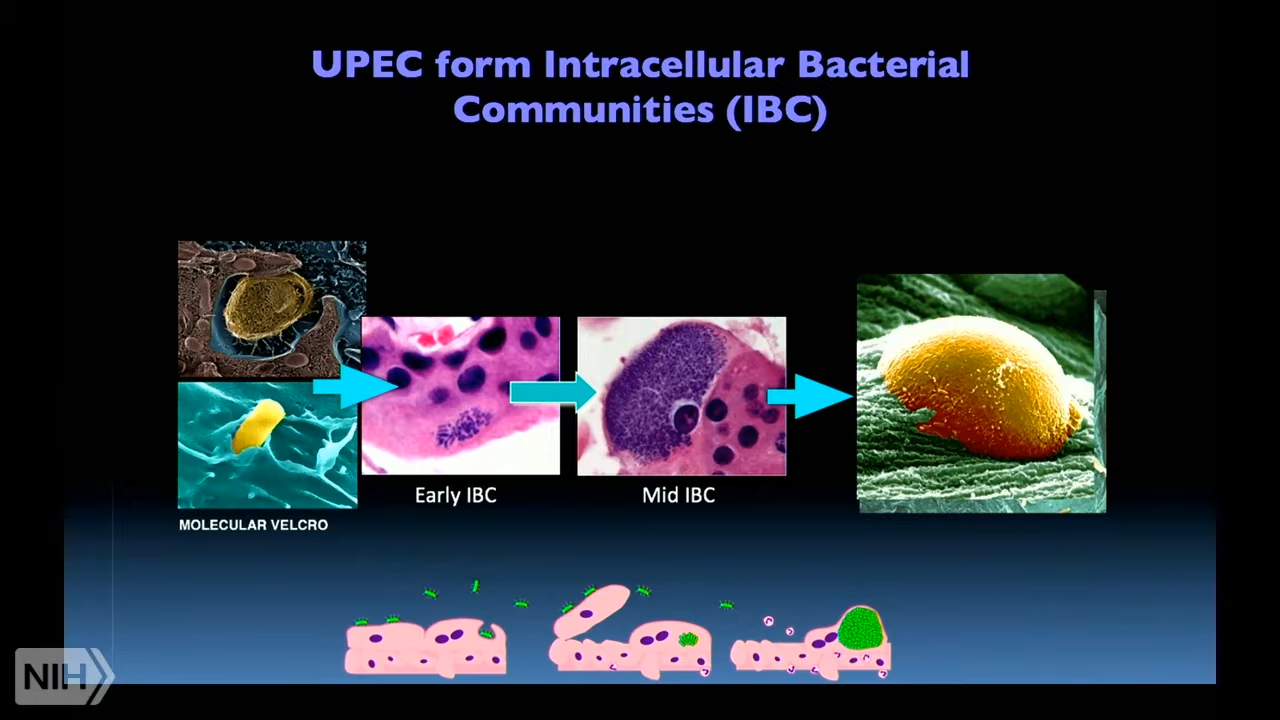 UPEC form Intracellular Bacterial
Communities (IBC)
Early IBC
Mid IBC
MOLECULAR VELCRO
NIH